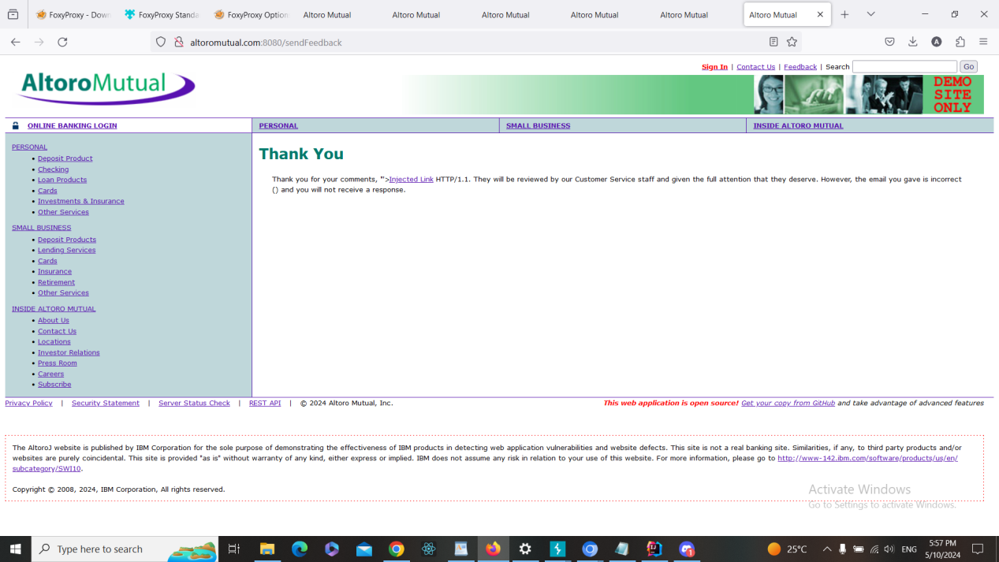 FoxyProxy - Down
FoxyProxy Standa
FoxyProxy Option
Altoro Mutual
Altoro Mutual
Altoro Mutual
Altoro Mutual
Altoro Mutual
Altoro Mutual
altoromutual.com:8080/sendFeedback
A
Sign In | Contact Us | Feedback | Search Go
AltoroMutual
DEMO
SITE
ONLY
ONLINE BANKING LOGIN
PERSONAL
SMALL BUSINESS
INSIDE ALTORO MUTUAL
PERSONAL
• Deposit Product
• Checking
• Loan Products
• Cards
• Investments & Insurance
• Other Services
SMALL BUSINESS
• Deposit Products
• Lending Services
• Cards
• Insurance
• Retirement
• Other Services
INSIDE ALTORO MUTUAL
• About Us
• Contact Us
• Locations
• Investor Relations
• Press Room
• Careers
• Subscribe
Thank You
Thank you for your comments, '">Injected Link HTTP/1.1. They will be reviewed by our Customer Service staff and given the full attention that they deserve. However, the email you gave is incorrect
() and you will not receive a response.
Privacy Policy | Security Statement | Server Status Check | REST API | © 2024 Altoro Mutual, Inc.
This web application is open source! Get your copy from GitHub and take advantage of advanced features
The AltoroJ website is published by IBM Corporation for the sole purpose of demonstrating the effectiveness of IBM products in detecting web application vulnerabilities and website defects. This site is not a real banking site. Similarities, if any, to third party products and/or
websites are purely coincidental. This site is provided "as is" without warranty of any kind, either express or implied. IBM does not assume any risk in relation to your use of this website. For more information, please go to http://www-142.ibm.com/software/products/us/en/
subcategory/SWI10.
Copyright © 2008, 2024, IBM Corporation, All rights reserved.
Activate Windows
Go to Settings to activate Windows.
Type here to search
25°C
ENG
5:57 PM
5/10/2024